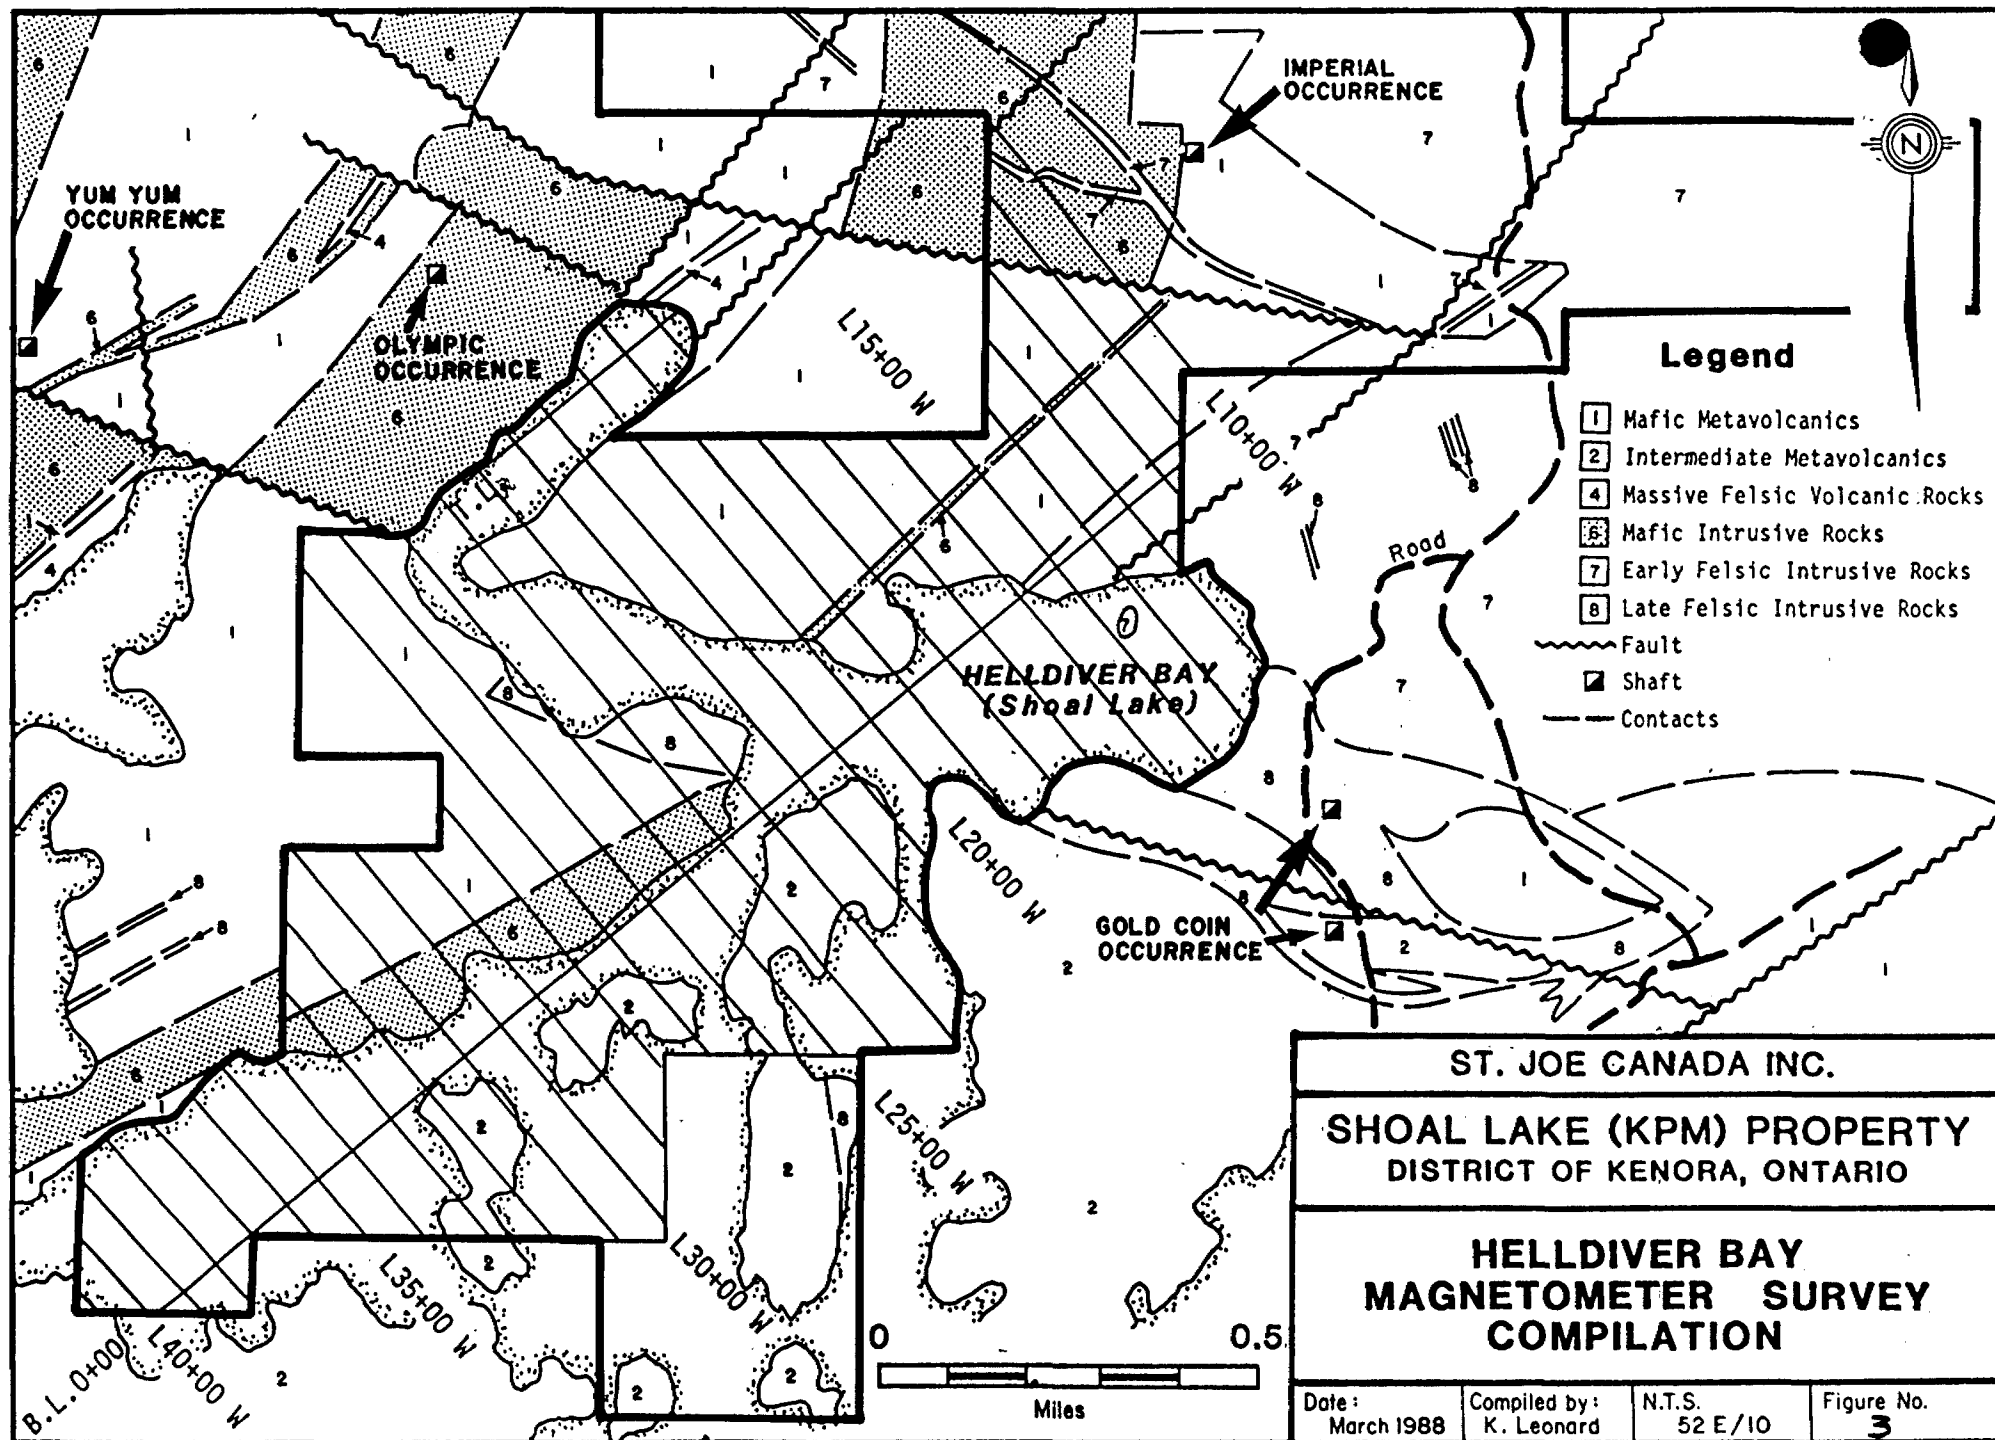 IMPERIAL
OCCURRENCE
YUM YUM
OCCURRENCE
OLYMPIC
OCCURRENCE
N
L15+00 W
L10+00 W
Legend
1 Mafic Metavolcanics
2 Intermediate Metavolcanics
4 Massive Felsic Volcanic Rocks
6 Mafic Intrusive Rocks
7 Early Felsic Intrusive Rocks
8 Late Felsic Intrusive Rocks
Fault
Shaft
Contacts
Road
HELLDIVER BAY
(Shoal Lake)
L20+00 W
GOLD COIN
OCCURRENCE
L25+00 W
L30+00 W
L35+00 W
L40+00 W
B.L.0+00
0 0.5
Miles
ST. JOE CANADA INC.
SHOAL LAKE (KPM) PROPERTY
DISTRICT OF KENORA, ONTARIO
HELLDIVER BAY
MAGNETOMETER SURVEY
COMPILATION
Date:
March 1988
Compiled by:
K. Leonard
N.T.S.
52 E/10
Figure No.
3